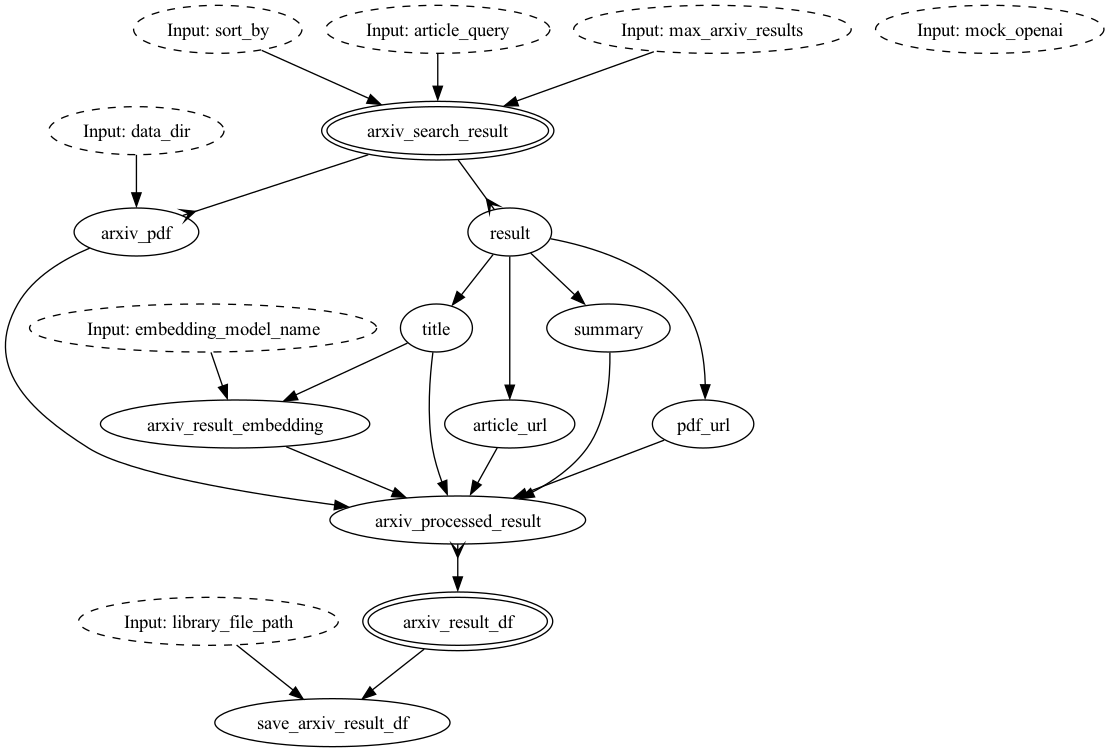 Input: sort_by
Input: article_query
Input: max_arxiv_results
Input: mock_openai
Input: data_dir
arxiv_search_result
arxiv_pdf
result
Input: embedding_model_name
title
summary
arxiv_result_embedding
article_url
pdf_url
arxiv_processed_result
Input: library_file_path
arxiv_result_df
save_arxiv_result_df